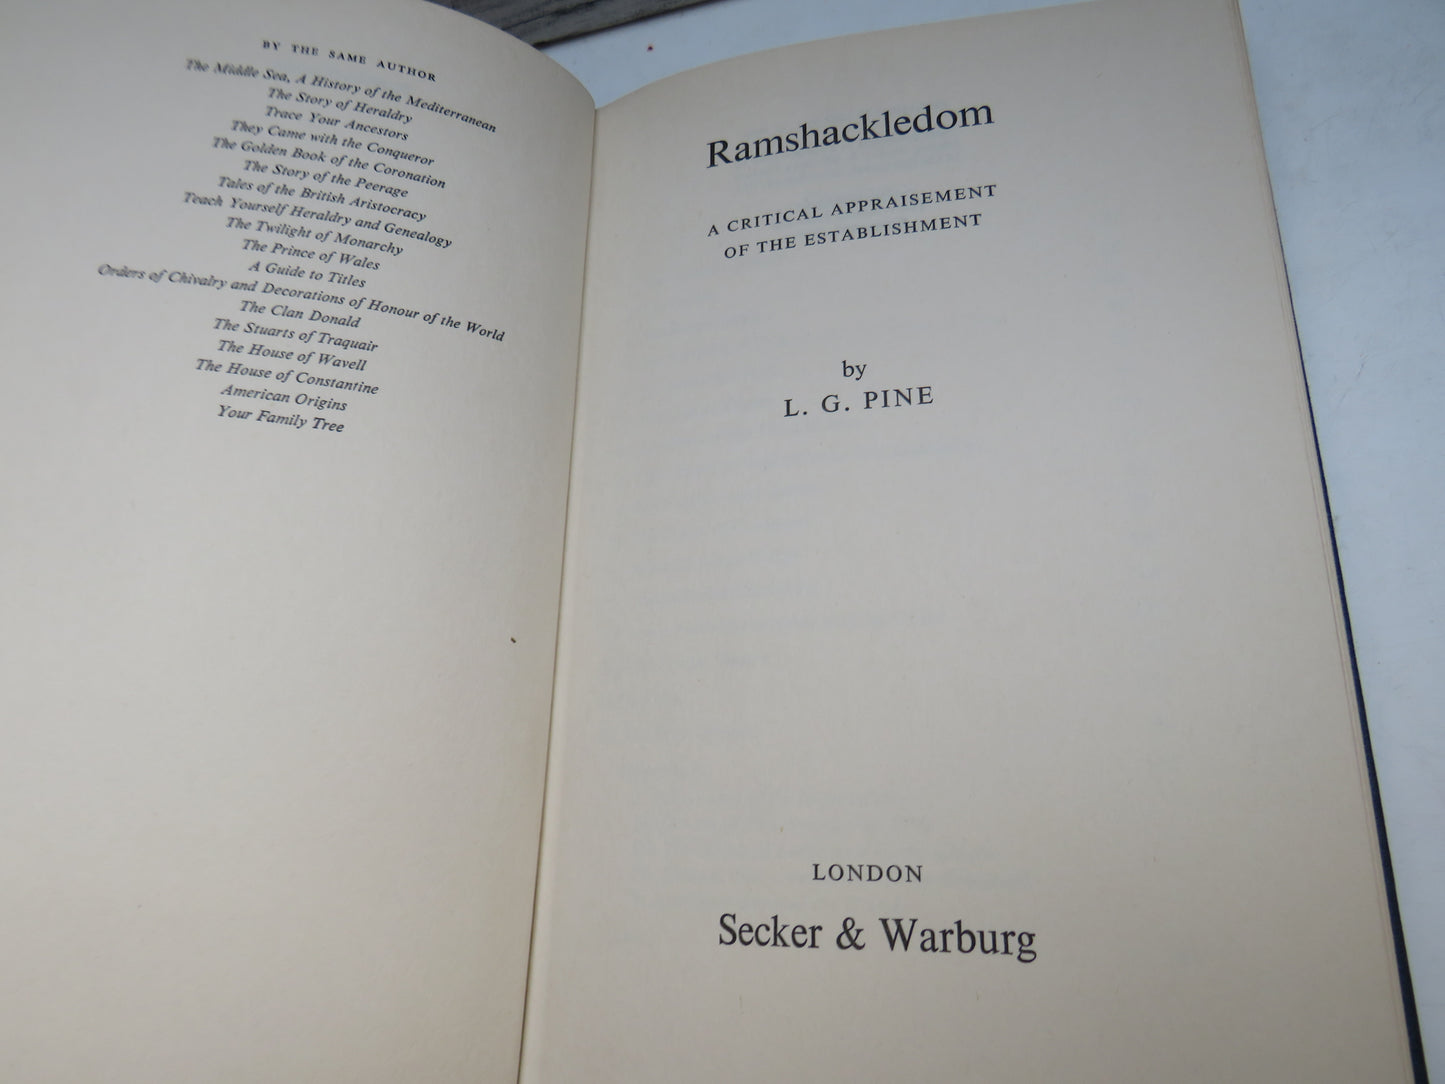 BY THE SAME AUTHOR
The Middle Sea, A History of the Mediterranean
The Story of Heraldry
Trace Your Ancestors
They Came with the Conqueror
The Golden Book of the Coronation
The Story of the Peerage
Tales of the British Aristocracy
Teach Yourself Heraldry and Genealogy
The Twilight of Monarchy
The Prince of Wales
A Guide to Titles
Orders of Chivalry and Decorations of Honour of the World
The Clan Donald
The Stuarts of Traquair
The House of Wavell
The House of Constantine
American Origins
Your Family Tree
Ramshackledom
A CRITICAL APPRAISEMENT
OF THE ESTABLISHMENT
by
L. G. PINE
LONDON
Secker & Warburg